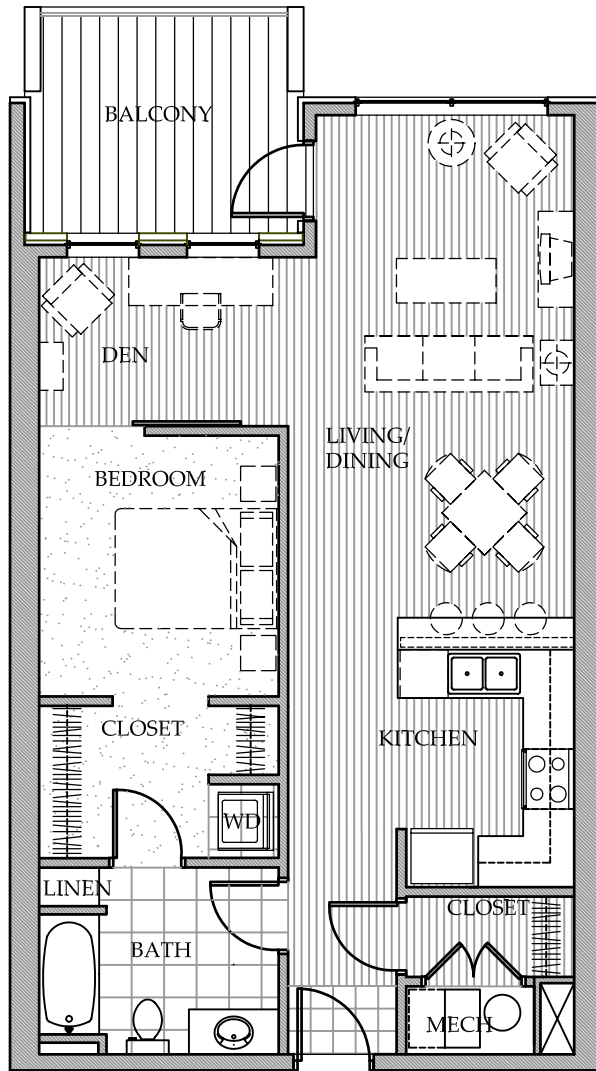 BALCONY
DEN
LIVING/
DINING
BEDROOM
CLOSET
KITCHEN
WD
LINEN
CLOSET
BATH
MECH